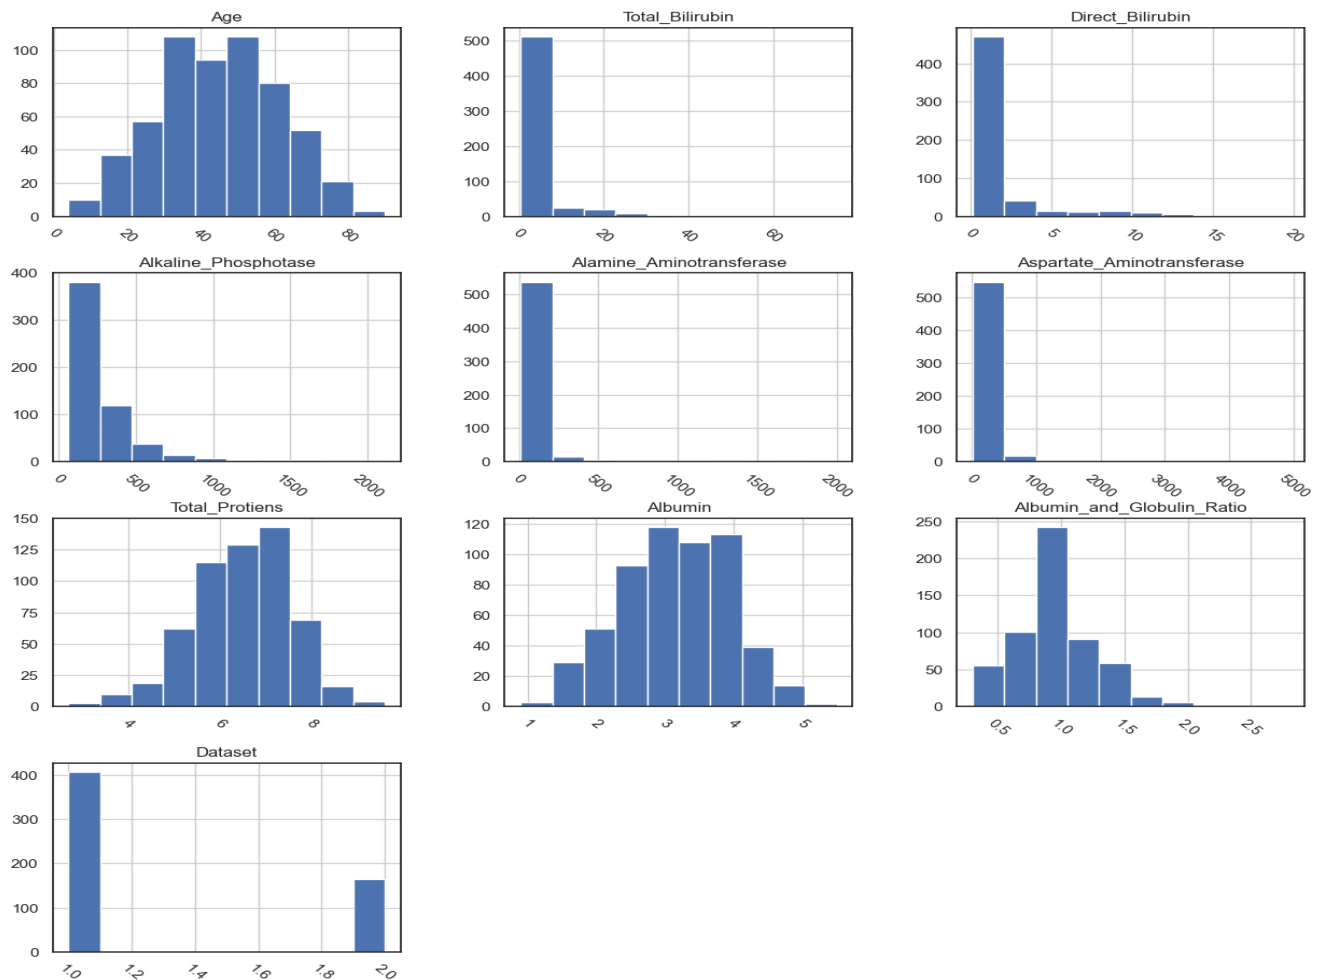 Age
100
80
60
40
20
0
0 20 40 60 80
Total_Bilirubin
500
400
300
200
100
0
0 20 40 60
Direct_Bilirubin
400
300
200
100
0
0 5 10 15 20
Alkaline_Phosphotase
400
300
200
100
0
0 500 1000 1500 2000
Alamine_Aminotransferase
500
400
300
200
100
0
0 500 1000 1500 2000
Aspartate_Aminotransferase
500
400
300
200
100
0
0 1000 2000 3000 4000 5000
Total_Protiens
150
125
100
75
50
25
0
4 6 8
Albumin
120
100
80
60
40
20
0
1 2 3 4 5
Albumin_and_Globulin_Ratio
250
200
150
100
50
0
0.5 1.0 1.5 2.0 2.5
Dataset
400
300
200
100
0
1.0 1.2 1.4 1.6 1.8 2.0